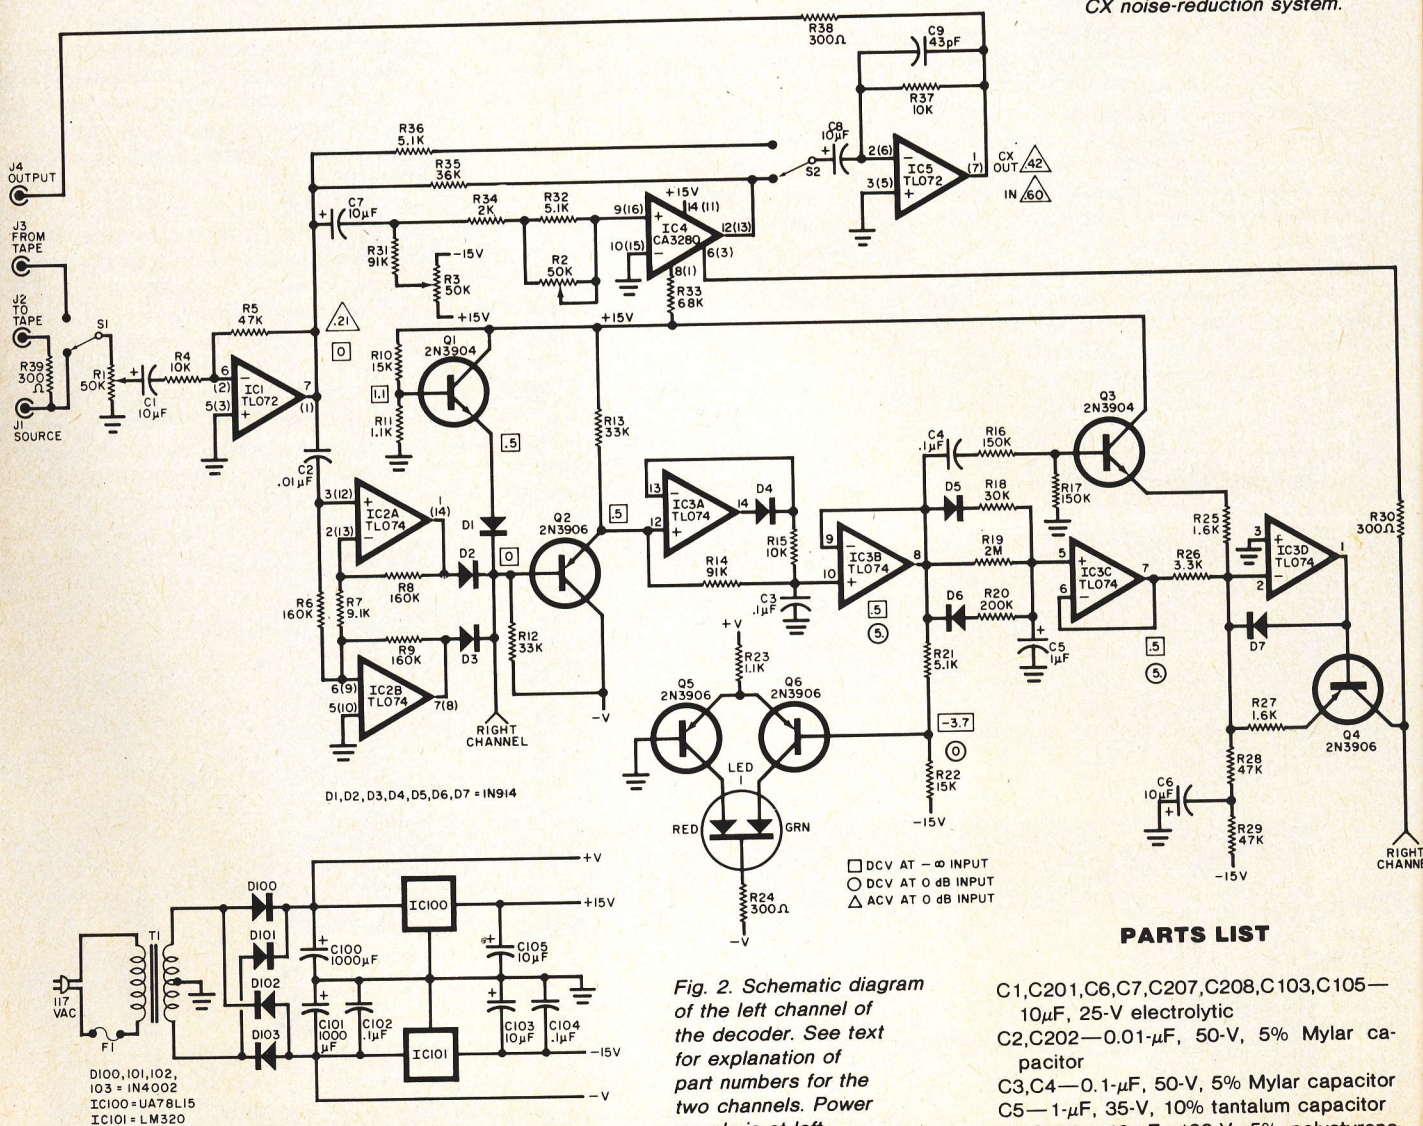 CX noise-reduction system.
R38
300Ω
C9
43pF
R37
10K
R36
5.1K
C8
10µF
+
S2
2(6)
−
IC5
TL072
3(5)
+
1
(7)
CX
OUT .42
IN .60
J4
OUTPUT
R35
36K
C7
10µF
+
R34
2K
R32
5.1K
+15V
14(11)
9(16)
+
IC4
CA3280
12(13)
10(15)
−
6(3)
8(1)
J3
FROM
TAPE
R31
91K
−15V
R3
50K
+15V
R2
50K
R33
68K
J2
TO
TAPE
S1
R5
47K
.21
0
R39
300
Ω
R1
50K
+
C1
10µF
R4
10K
6
(2)
−
IC1
TL072
5(3)
+
7
(1)
J1
SOURCE
+15V
R10
15K
Q1
2N3904
1.1
R11
1.1K
.5
R13
33K
C2
.01µF
3(12)
+
IC2A
TL074
1
(14)
2(13)
−
D1
D2
0
Q2
2N3906
.5
13
−
IC3A
TL074
14
12
+
D4
R15
10K
R14
91K
C3
.1µF
R6
160K
R7
9.1K
R8
160K
R9
160K
D3
R12
33K
6(9)
−
IC2B
TL074
5(10)
+
7(8)
−V
RIGHT
CHANNEL
9
−
IC3B
TL074
8
10
+
.5
5.
C4
.1µF
R16
150K
Q3
2N3904
D5
R18
30K
R17
150K
R19
2M
D6
R20
200K
C5
1µF
+
5
+
IC3C
TL074
7
6
−
.5
5.
R26
3.3K
R25
1.6K
3
+
IC3D
TL074
1
2
−
R30
300Ω
D7
R27
1.6K
Q4
2N3906
R28
47K
C6
10µF
+
R29
47K
−15V
RIGHT
CHANNE
+V
R23
1.1K
Q5
2N3906
Q6
2N3906
R21
5.1K
−3.7
0
R22
15K
−15V
LED
1
RED
GRN
R24
300Ω
−V
D1,D2,D3,D4,D5,D6,D7 = 1N914
□ DCV AT − ∞ INPUT
○ DCV AT 0 dB INPUT
△ ACV AT 0 dB INPUT
+V
D100
IC100
+15V
T1
D101
+
C100
1000µF
+
C105
10µF
D102
117
VAC
+
C101
1000
µF
C102
.1µF
+
C103
10µF
C104
.1µF
D103
IC101
−15V
F1
−V
D100,101,102,
103 = 1N4002
IC100 = UA78L15
IC101 = LM320
Fig. 2. Schematic diagram
of the left channel of
the decoder. See text
for explanation of
part numbers for the
two channels. Power
PARTS LIST
C1,C201,C6,C7,C207,C208,C103,C105—
10µF, 25-V electrolytic
C2,C202—0.01-µF, 50-V, 5% Mylar ca-
pacitor
C3,C4—0.1-µF, 50-V, 5% Mylar capacitor
C5—1-µF, 35-V, 10% tantalum capacitor